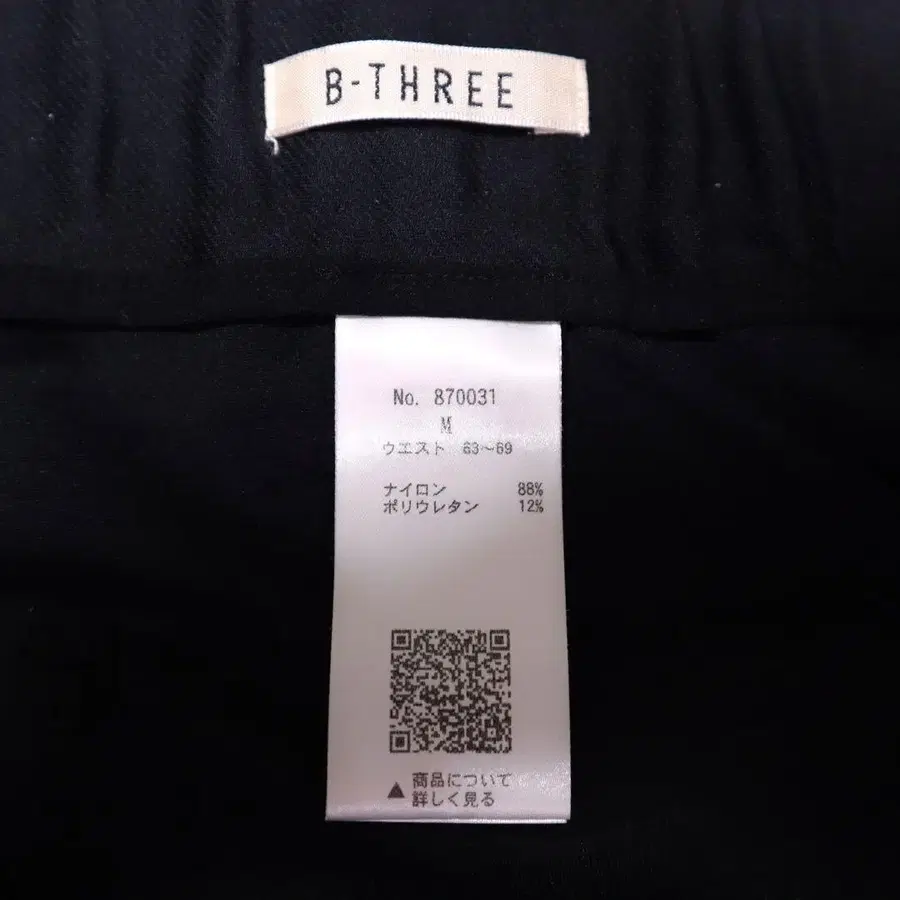 B-THREE
No. 870031
M
ウエスト 63～69
ナイロン 88%
ポリウレタン 12%
▲ 商品について
詳しく見る